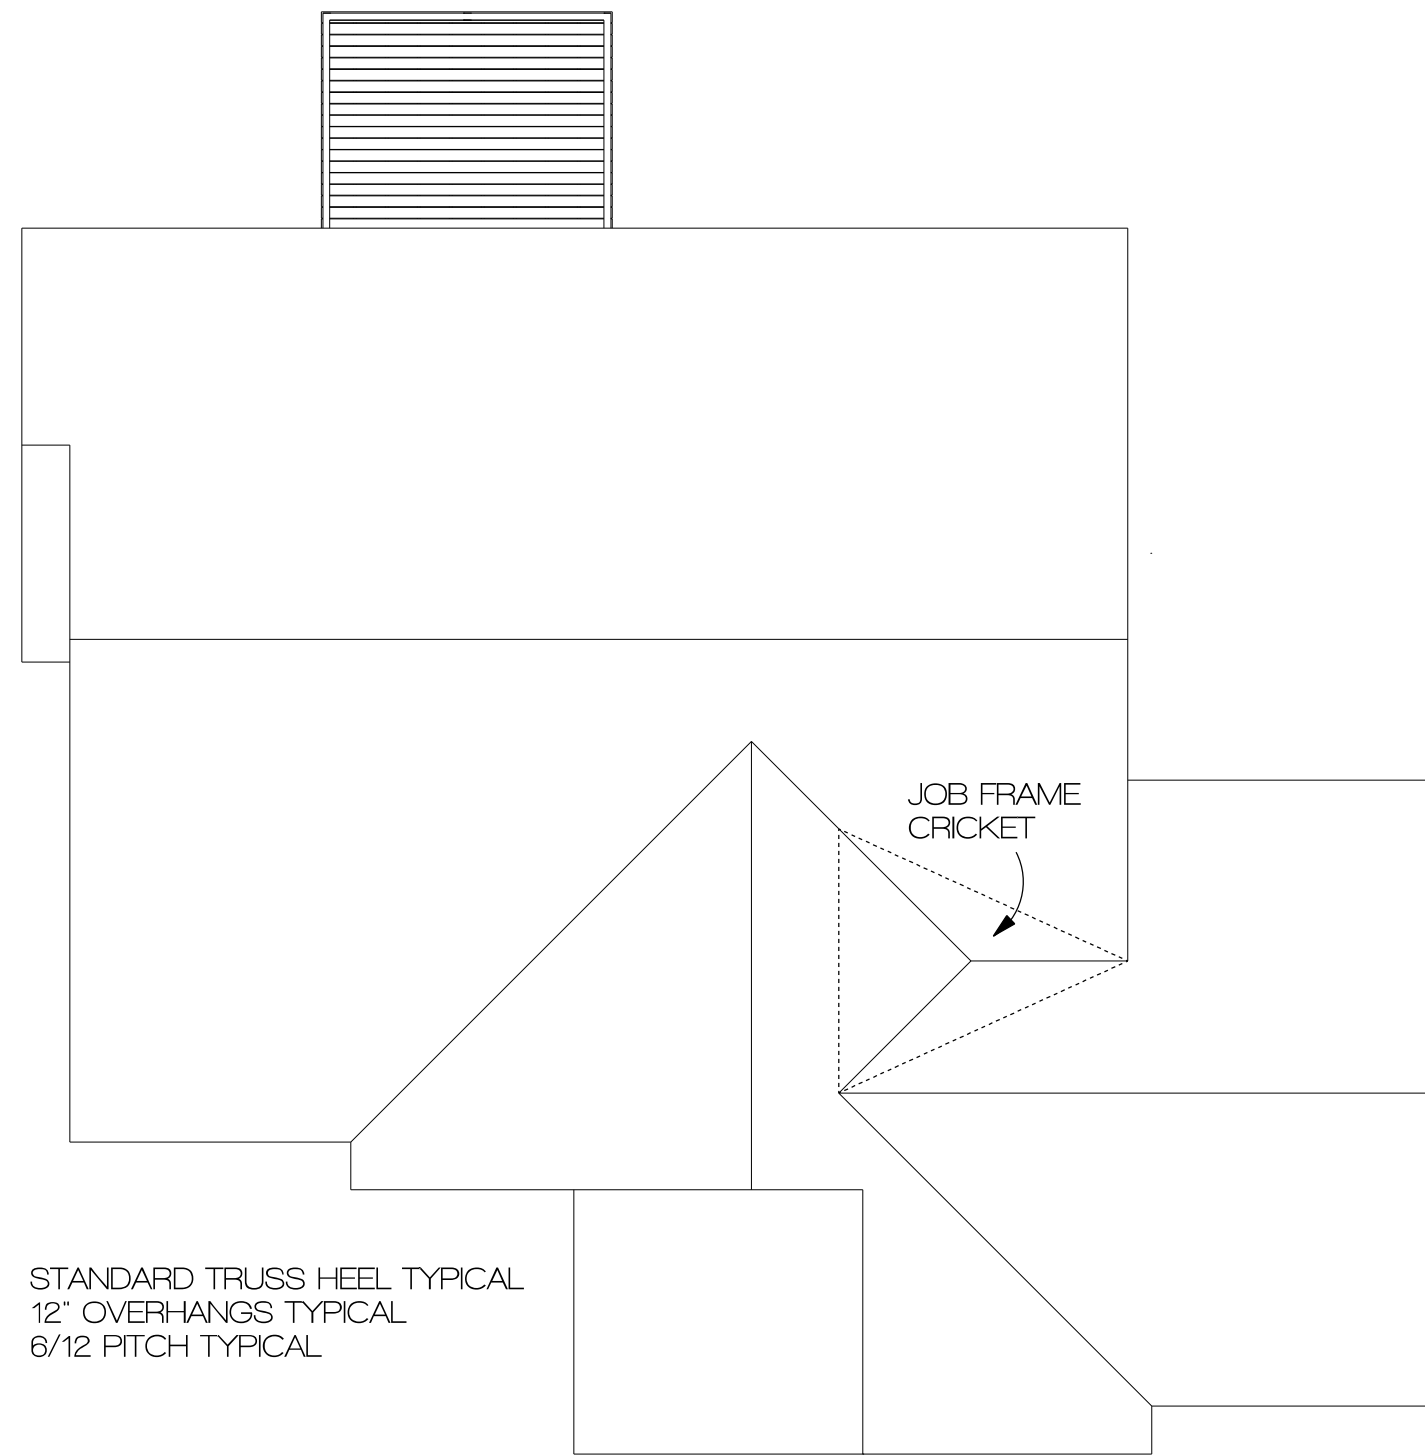 JOB FRAME
CRICKET
STANDARD TRUSS HEEL TYPICAL
12" OVERHANGS TYPICAL
6/12 PITCH TYPICAL